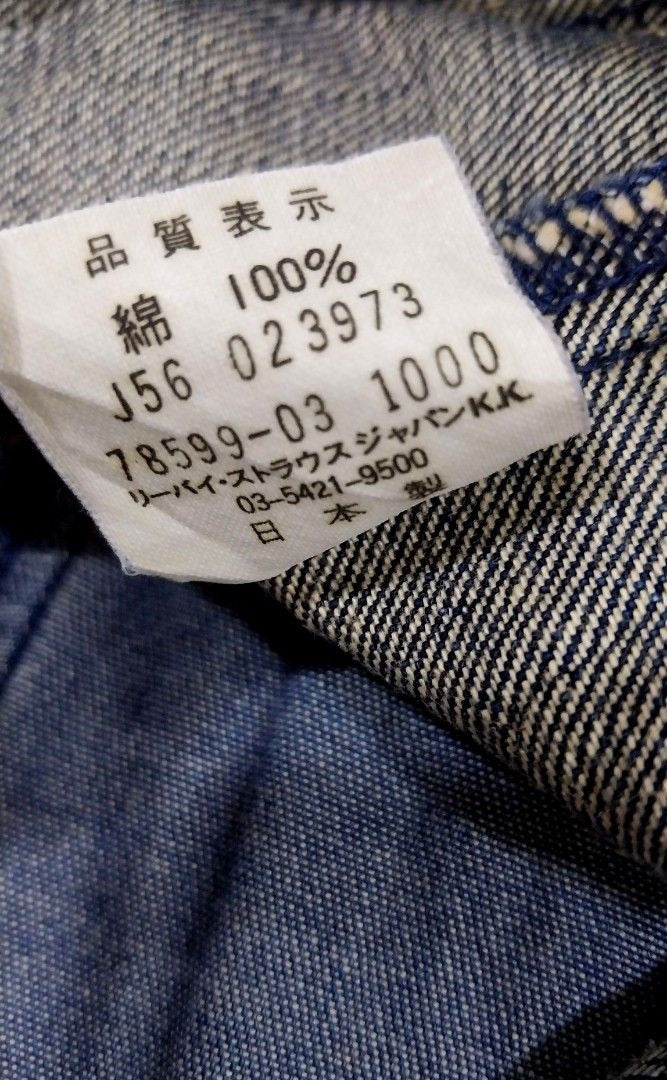 品質表示
綿 100%
J56 023973
78599-03 1000
リーバイ・ストラウス ジャパンK.K.
03-5421-9500
日本製